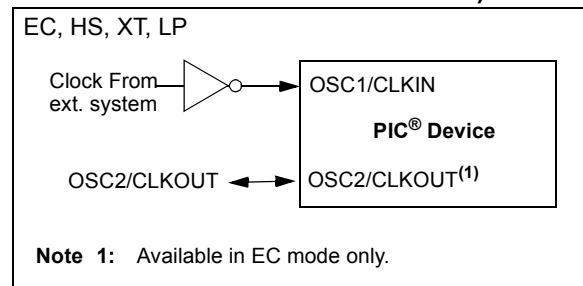 EC, HS, XT, LP
Clock From
ext. system
OSC1/CLKIN
PIC® Device
OSC2/CLKOUT
OSC2/CLKOUT(1)
Note 1: Available in EC mode only.